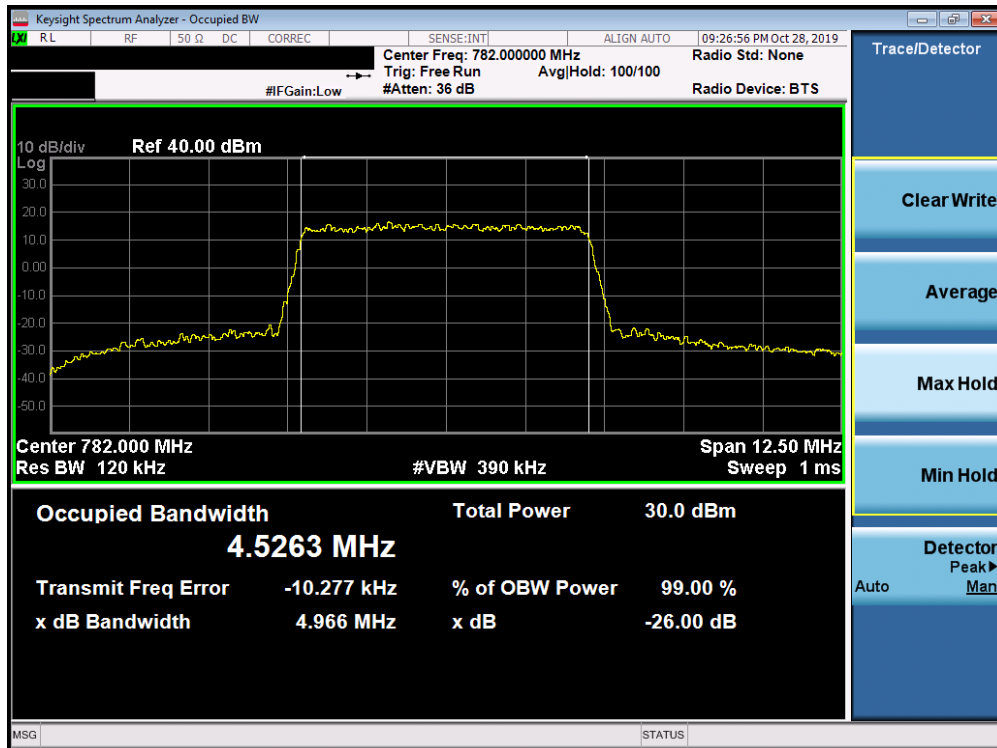 Keysight Spectrum Analyzer - Occupied BW
LXI RL RF 50 Ω DC CORREC SENSE:INT ALIGN AUTO 09:26:56 PM Oct 28, 2019
Center Freq: 782.000000 MHz Radio Std: None
Trig: Free Run Avg|Hold: 100/100
#IFGain:Low #Atten: 36 dB Radio Device: BTS
Trace/Detector
10 dB/div Ref 40.00 dBm
Log
30.0
20.0
10.0
0.00
-10.0
-20.0
-30.0
-40.0
-50.0
Center 782.000 MHz Span 12.50 MHz
Res BW 120 kHz #VBW 390 kHz Sweep 1 ms
Occupied Bandwidth Total Power 30.0 dBm
4.5263 MHz
Transmit Freq Error -10.277 kHz % of OBW Power 99.00 %
x dB Bandwidth 4.966 MHz x dB -26.00 dB
Clear Write
Average
Max Hold
Min Hold
Detector
Peak▶
Auto Man
MSG STATUS